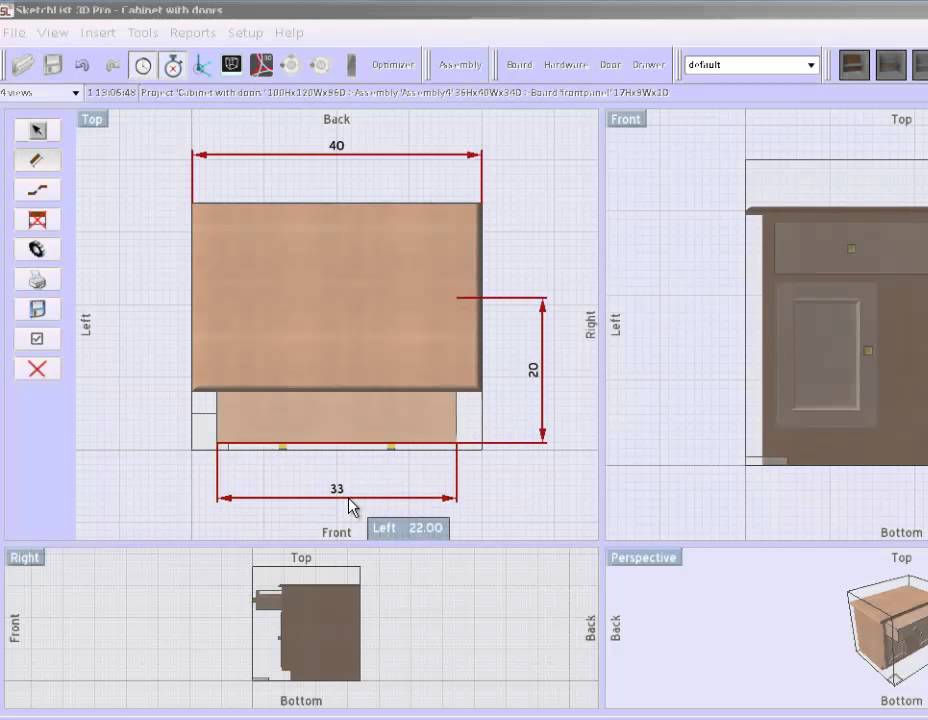 SL SketchList 3D Pro - Cabinet with doors
File View Insert Tools Reports Setup Help
Optimizer Assembly Board Hardware Door Drawer default
4 views 1:13:05:48 Project 'Cabinet with doors' 100Hx120Wx96D :-Assembly 'Assembly4' 36Hx40Wx34D :-Board 'frontpanel' 17Hx9Wx1D
Top Back Front Top
40
Left Right Left
20
33
Left 22.00
Front Bottom
Right Top Perspective Top
Front Back Back
Bottom Bottom